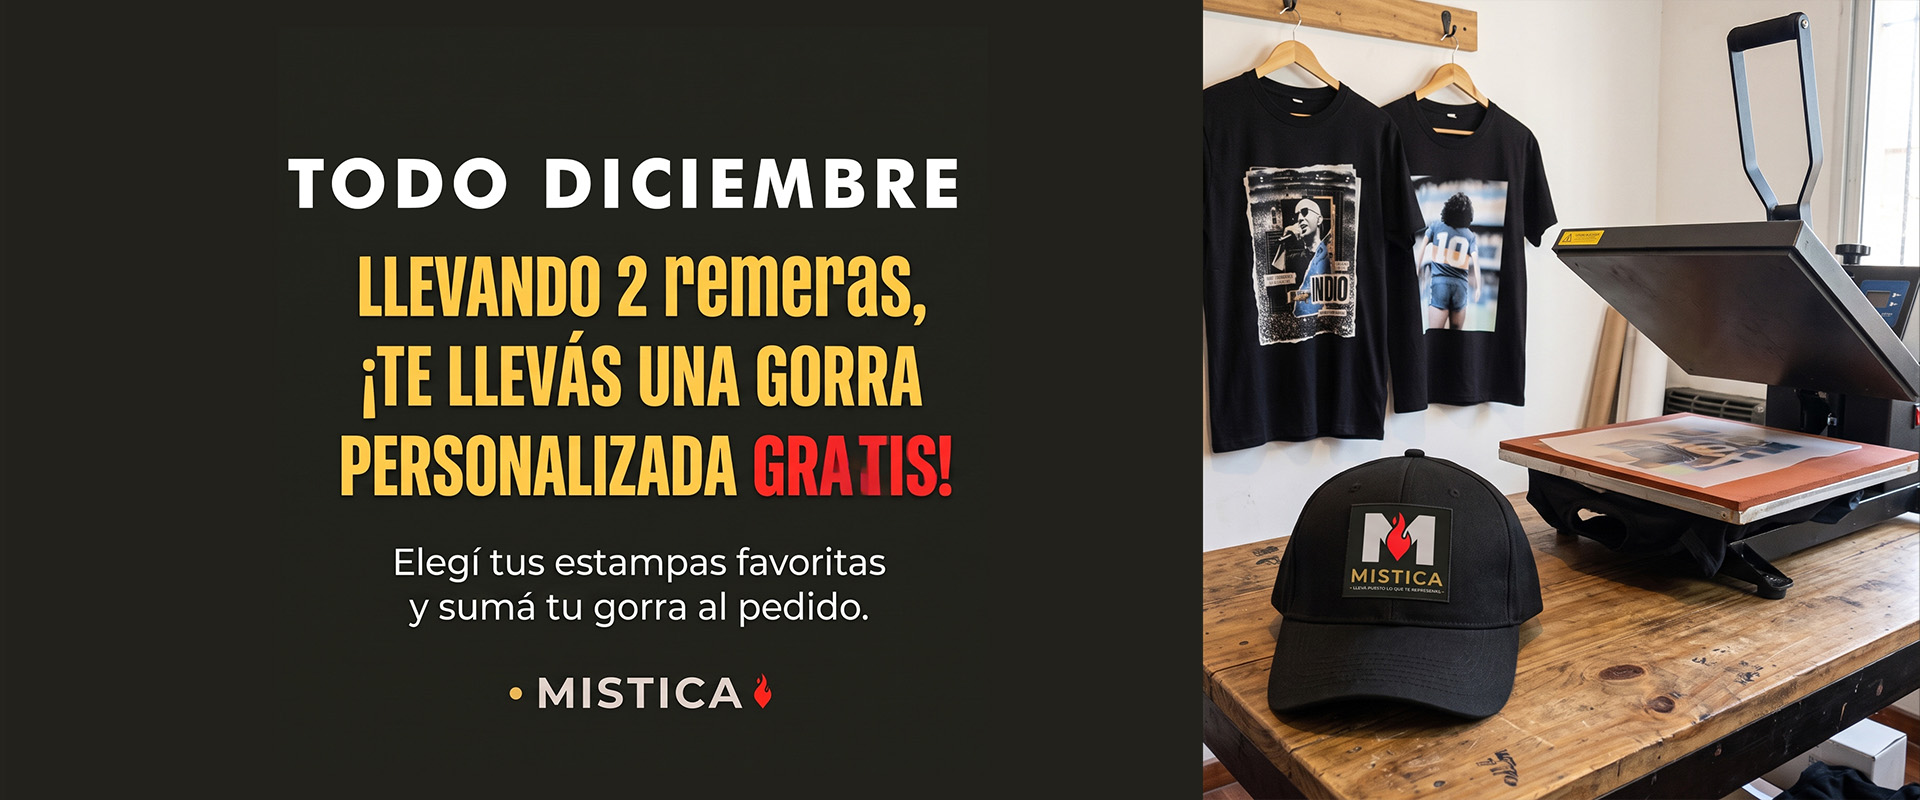 TODO DICIEMBRE
LLEVANDO 2 remeras,
¡TE LLEVÁS UNA GORRA
PERSONALIZADA GRATIS!
Elegí tus estampas favoritas
y sumá tu gorra al pedido.
• MISTICA
INDIO
10
M
MISTICA